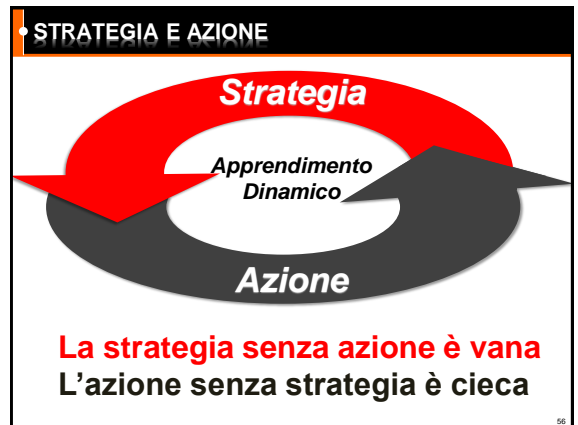 STRATEGIA E AZIONE
Strategia
Apprendimento
Dinamico
Azione
La strategia senza azione è vana
L'azione senza strategia è cieca
56